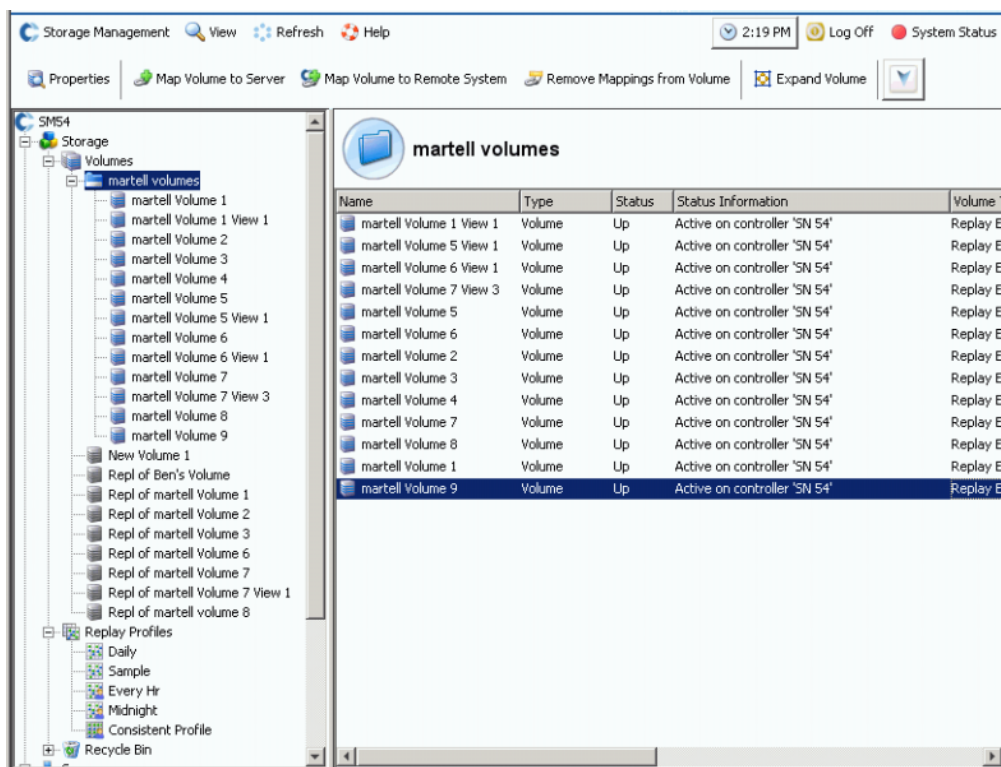 Storage Management View Refresh Help 2:19 PM Log Off System Status
Properties Map Volume to Server Map Volume to Remote System Remove Mappings from Volume Expand Volume
SM54
Storage
Volumes
martell volumes
martell Volume 1
martell Volume 1 View 1
martell Volume 2
martell Volume 3
martell Volume 4
martell Volume 5
martell Volume 5 View 1
martell Volume 6
martell Volume 6 View 1
martell Volume 7
martell Volume 7 View 3
martell Volume 8
martell Volume 9
New Volume 1
Repl of Ben's Volume
Repl of martell Volume 1
Repl of martell Volume 2
Repl of martell Volume 3
Repl of martell Volume 6
Repl of martell Volume 7
Repl of martell Volume 7 View 1
Repl of martell volume 8
Replay Profiles
Daily
Sample
Every Hr
Midnight
Consistent Profile
Recycle Bin
martell volumes
Name Type Status Status Information Volume
martell Volume 1 View 1 Volume Up Active on controller 'SN 54' Replay E
martell Volume 5 View 1 Volume Up Active on controller 'SN 54' Replay E
martell Volume 6 View 1 Volume Up Active on controller 'SN 54' Replay E
martell Volume 7 View 3 Volume Up Active on controller 'SN 54' Replay E
martell Volume 5 Volume Up Active on controller 'SN 54' Replay E
martell Volume 6 Volume Up Active on controller 'SN 54' Replay E
martell Volume 2 Volume Up Active on controller 'SN 54' Replay E
martell Volume 3 Volume Up Active on controller 'SN 54' Replay E
martell Volume 4 Volume Up Active on controller 'SN 54' Replay E
martell Volume 7 Volume Up Active on controller 'SN 54' Replay E
martell Volume 8 Volume Up Active on controller 'SN 54' Replay E
martell Volume 1 Volume Up Active on controller 'SN 54' Replay E
martell Volume 9 Volume Up Active on controller 'SN 54' Replay E